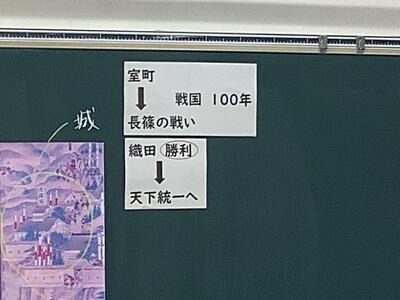 室町
↓ 戦国 100年
長篠の戦い
織田 勝利
↓
天下統一へ
城